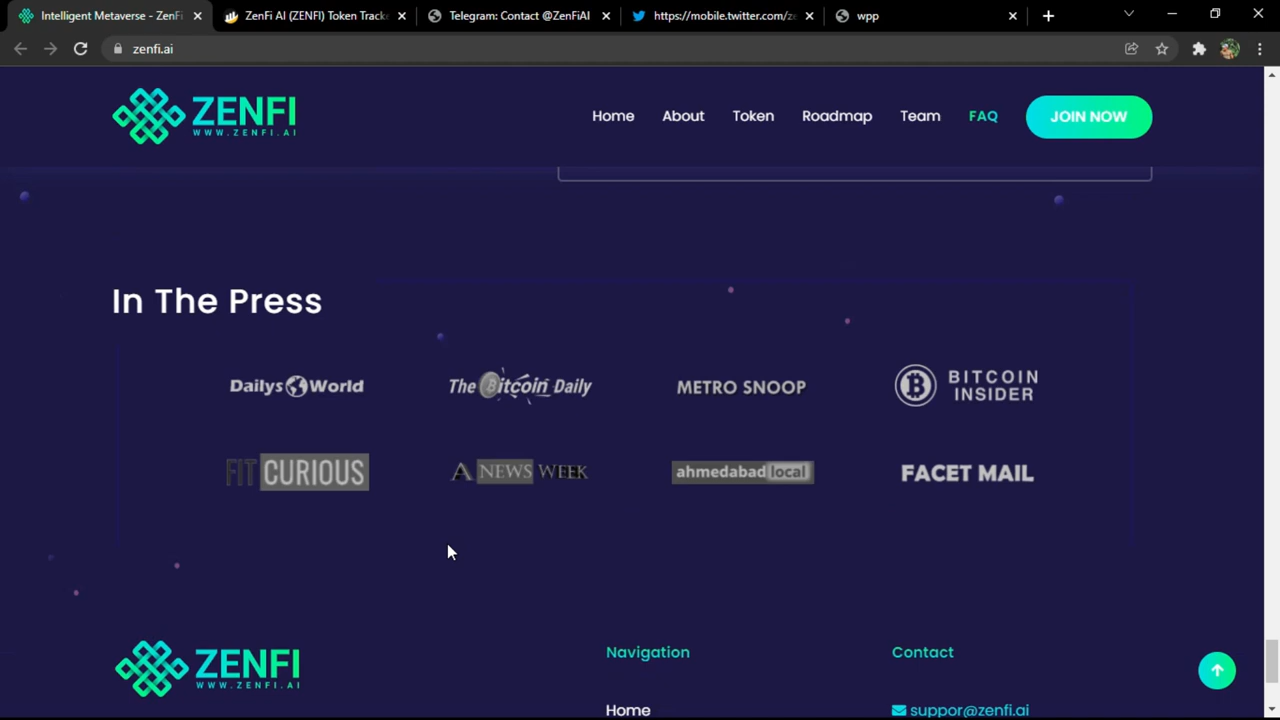 Intelligent Metaverse - ZenFi
ZenFi AI (ZENFI) Token Tracke
Telegram: Contact @ZenFiAI
https://mobile.twitter.com/ze
wpp
zenfi.ai
ZENFI
WWW.ZENFI.AI
Home
About
Token
Roadmap
Team
FAQ
JOIN NOW
In The Press
Dailys World
The Bitcoin Daily
METRO SNOOP
BITCOIN
INSIDER
FIT CURIOUS
A NEWS WEEK
ahmedabad local
FACET MAIL
ZENFI
WWW.ZENFI.AI
Navigation
Contact
Home
suppor@zenfi.ai